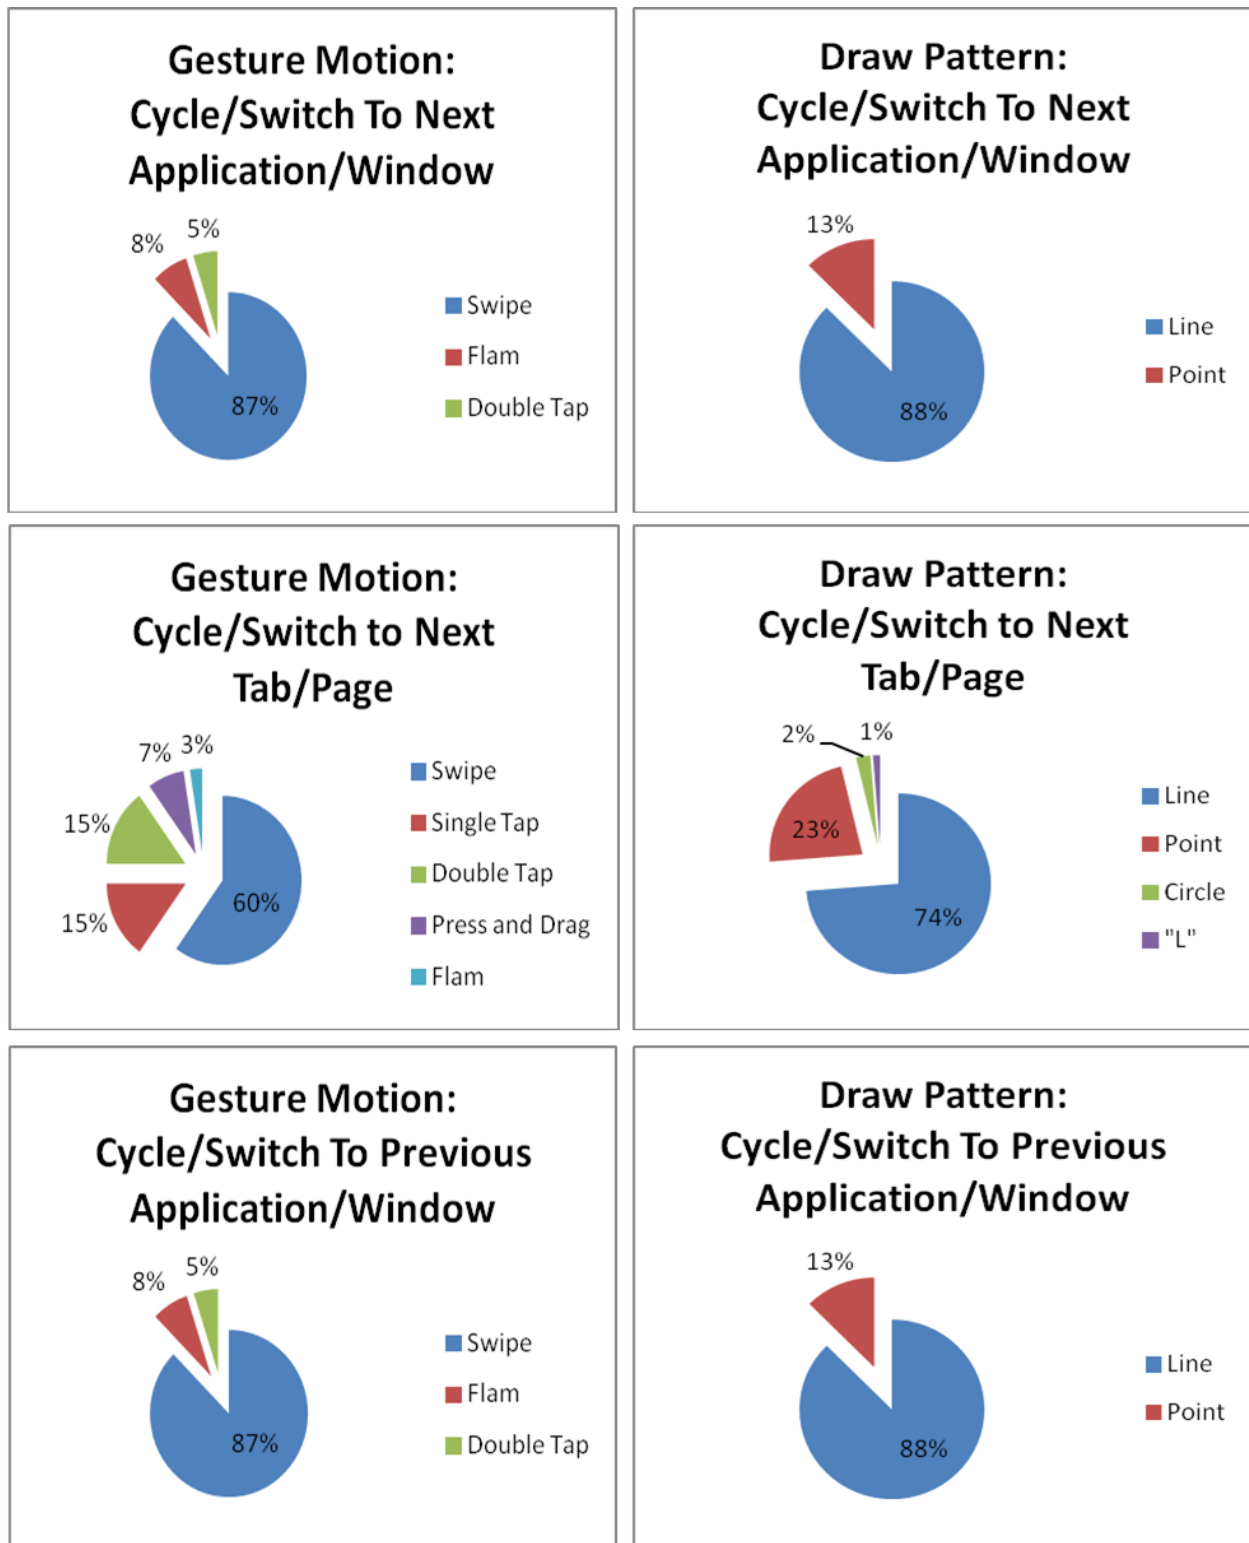 Gesture Motion:
Cycle/Switch To Next
Application/Window
8%
5%
87%
Swipe
Flam
Double Tap
Draw Pattern:
Cycle/Switch To Next
Application/Window
13%
88%
Line
Point
Gesture Motion:
Cycle/Switch to Next
Tab/Page
7%
3%
15%
15%
60%
Swipe
Single Tap
Double Tap
Press and Drag
Flam
Draw Pattern:
Cycle/Switch to Next
Tab/Page
2%
1%
23%
74%
Line
Point
Circle
"L"
Gesture Motion:
Cycle/Switch To Previous
Application/Window
8%
5%
87%
Swipe
Flam
Double Tap
Draw Pattern:
Cycle/Switch To Previous
Application/Window
13%
88%
Line
Point